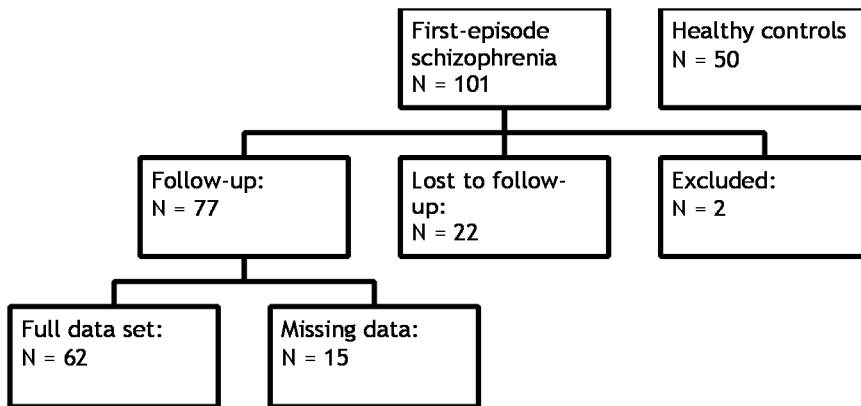 First-episode
schizophrenia
N = 101
Healthy controls
N = 50
Follow-up:
N = 77
Lost to follow-
up:
N = 22
Excluded:
N = 2
Full data set:
N = 62
Missing data:
N = 15